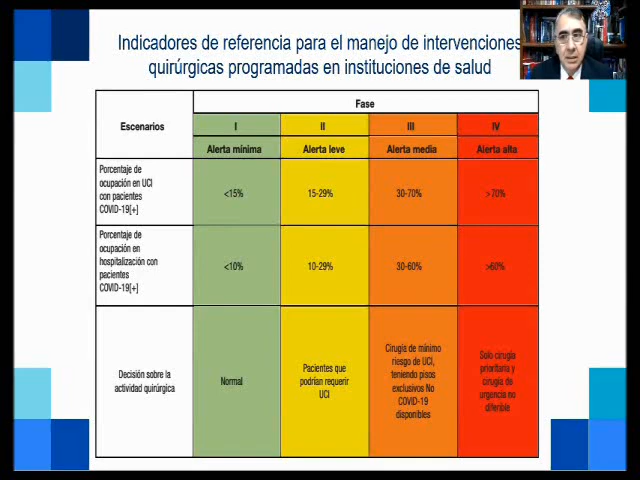 Indicadores de referencia para el manejo de intervenciones
quirúrgicas programadas en instituciones de salud
Escenarios
Fase
I
II
III
IV
Alerta mínima
Alerta leve
Alerta media
Alerta alta
Porcentaje de
ocupación en UCI
con pacientes
COVID-19[+]
<15%
15-29%
30-70%
>70%
Porcentaje de
ocupación en
hospitalización con
pacientes
COVID-19[+]
<10%
10-29%
30-60%
>60%
Decisión sobre la
actividad quirúrgica
Normal
Pacientes que
podrían requerir
UCI
Cirugía de mínimo
riesgo de UCI,
teniendo pisos
exclusivos No
COVID-19
disponibles
Solo cirugía
prioritaria y
cirugía de
urgencia no
diferible